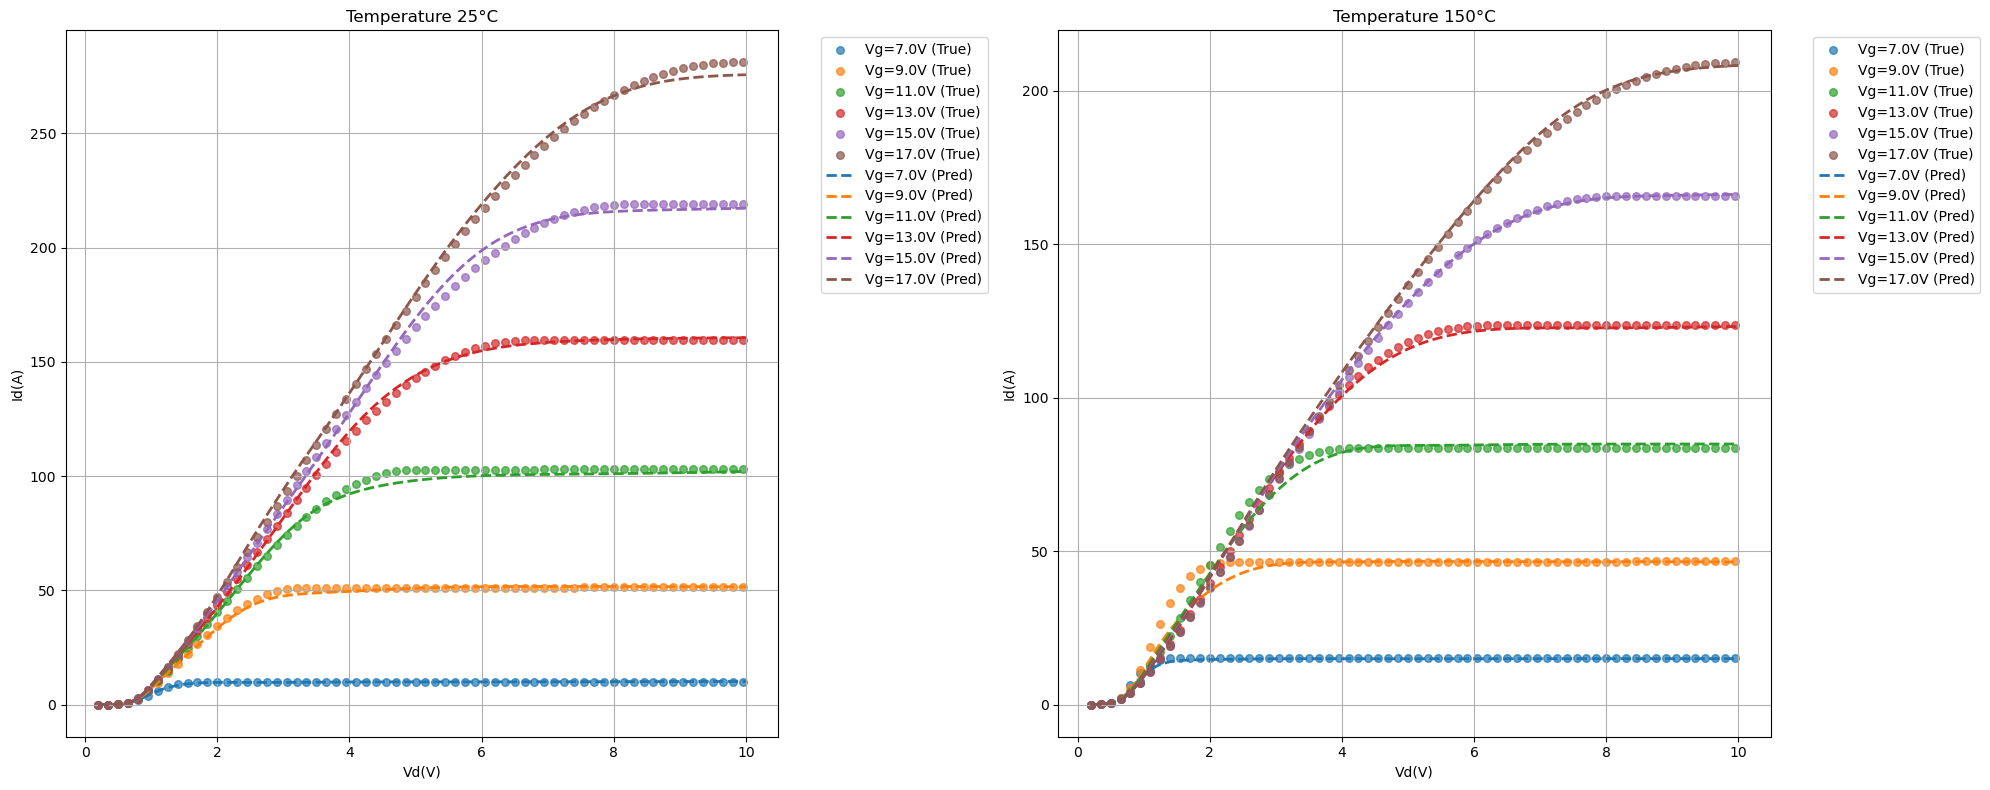 Temperature 25°C
Id(A)
250
200
150
100
50
0
0 2 4 6 8 10
Vd(V)
Vg=7.0V (True)
Vg=9.0V (True)
Vg=11.0V (True)
Vg=13.0V (True)
Vg=15.0V (True)
Vg=17.0V (True)
Vg=7.0V (Pred)
Vg=9.0V (Pred)
Vg=11.0V (Pred)
Vg=13.0V (Pred)
Vg=15.0V (Pred)
Vg=17.0V (Pred)
Temperature 150°C
Id(A)
200
150
100
50
0
0 2 4 6 8 10
Vd(V)
Vg=7.0V (True)
Vg=9.0V (True)
Vg=11.0V (True)
Vg=13.0V (True)
Vg=15.0V (True)
Vg=17.0V (True)
Vg=7.0V (Pred)
Vg=9.0V (Pred)
Vg=11.0V (Pred)
Vg=13.0V (Pred)
Vg=15.0V (Pred)
Vg=17.0V (Pred)